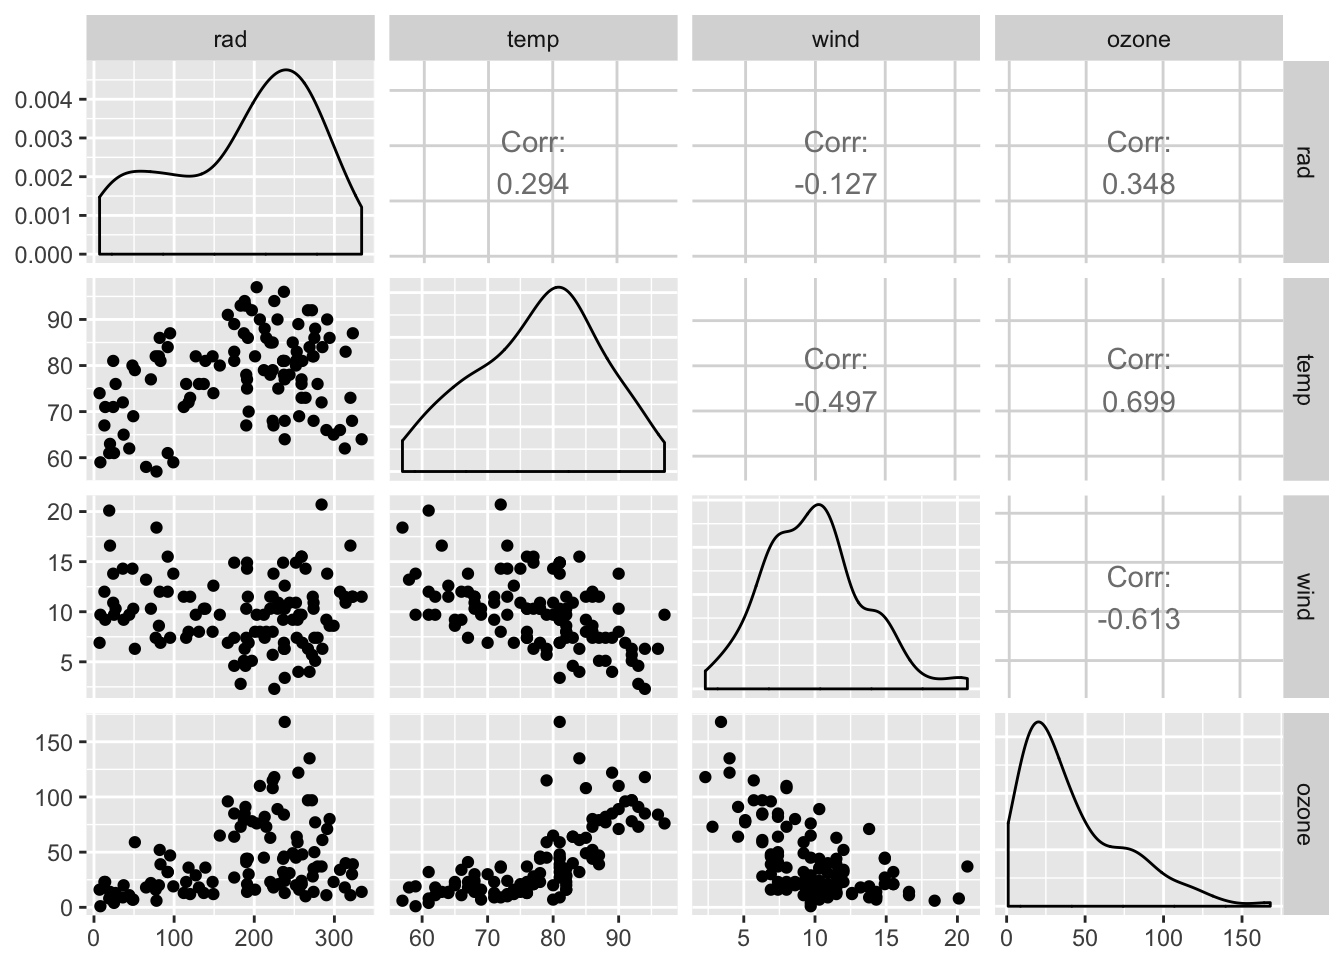 rad temp wind ozone
0.004
0.003
0.002
0.001
0.000
Corr:
0.294
Corr:
-0.127
Corr:
0.348
rad
90
80
70
60
Corr:
-0.497
Corr:
0.699
temp
20
15
10
5
Corr:
-0.613
wind
150
100
50
0
ozone
0 100 200 300 60 70 80 90 5 10 15 20 0 50 100 150